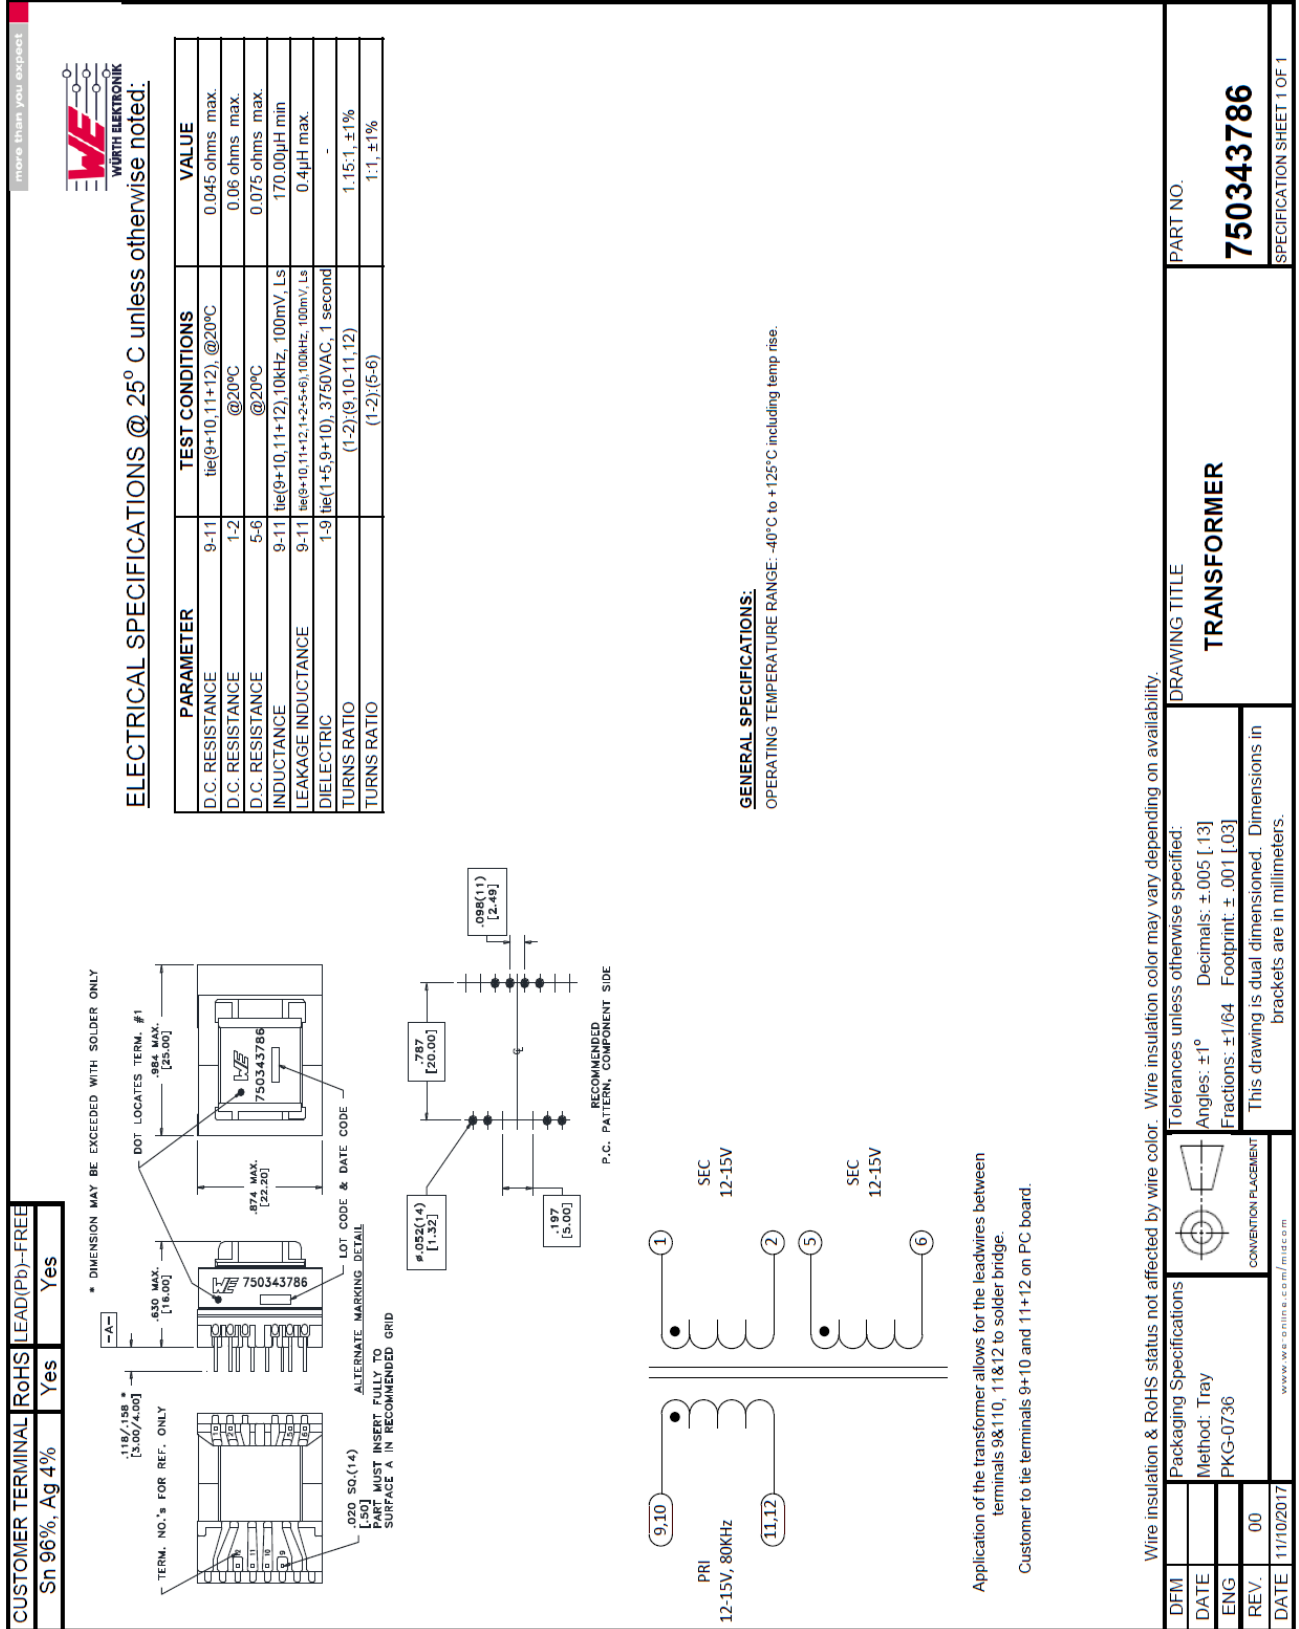 more than you expect
WE
WÜRTH ELEKTRONIK
CUSTOMER TERMINAL RoHS LEAD(Pb)-FREE
Sn 96%, Ag 4% Yes Yes
* DIMENSION MAY BE EXCEEDED WITH SOLDER ONLY
.118/.158 *
[3.00/4.00]
-A-
.630 MAX.
[16.00]
DOT LOCATES TERM. #1
.984 MAX.
[25.00]
TERM. NO.'s FOR REF. ONLY
.020 SQ.(14)
[.50]
PART MUST INSERT FULLY TO
SURFACE A IN RECOMMENDED GRID
WE 750343786
WE
750343786
.874 MAX.
[22.20]
LOT CODE & DATE CODE
ALTERNATE MARKING DETAIL
ø.052(14)
[1.32]
.787
[20.00]
.098(11)
[2.49]
.197
[5.00]
℄
RECOMMENDED
P.C. PATTERN, COMPONENT SIDE
ELECTRICAL SPECIFICATIONS @ 25° C unless otherwise noted:
PARAMETER TEST CONDITIONS VALUE
D.C. RESISTANCE 9-11 tie(9+10,11+12), @20ºC 0.045 ohms max.
D.C. RESISTANCE 1-2 @20ºC 0.06 ohms max.
D.C. RESISTANCE 5-6 @20ºC 0.075 ohms max.
INDUCTANCE 9-11 tie(9+10,11+12),10kHz, 100mV, Ls 170.00µH min
LEAKAGE INDUCTANCE 9-11 tie(9+10,11+12,1+2+5+6),100kHz, 100mV, Ls 0.4µH max.
DIELECTRIC 1-9 tie(1+5,9+10), 3750VAC, 1 second -
TURNS RATIO (1-2):(9,10-11,12) 1.15:1, ±1%
TURNS RATIO (1-2):(5-6) 1:1, ±1%
GENERAL SPECIFICATIONS:
OPERATING TEMPERATURE RANGE: -40°C to +125°C including temp rise.
PRI
12-15V, 80KHz
9,10
11,12
1
2
5
6
SEC
12-15V
SEC
12-15V
Application of the transformer allows for the leadwires between
terminals 9&110, 11&12 to solder bridge.
Customer to tie terminals 9+10 and 11+12 on PC board.
Wire insulation & RoHS status not affected by wire color. Wire insulation color may vary depending on availability.
DFM
DATE
ENG
REV. 00
DATE 11/10/2017
Packaging Specifications
Method: Tray
PKG-0736
www.we-online.com/midcom
CONVENTION PLACEMENT
Tolerances unless otherwise specified:
Angles: ±1° Decimals: ±.005 [.13]
Fractions: ±1/64 Footprint: ± .001 [.03]
This drawing is dual dimensioned. Dimensions in
brackets are in millimeters.
DRAWING TITLE
TRANSFORMER
PART NO.
750343786
SPECIFICATION SHEET 1 OF 1